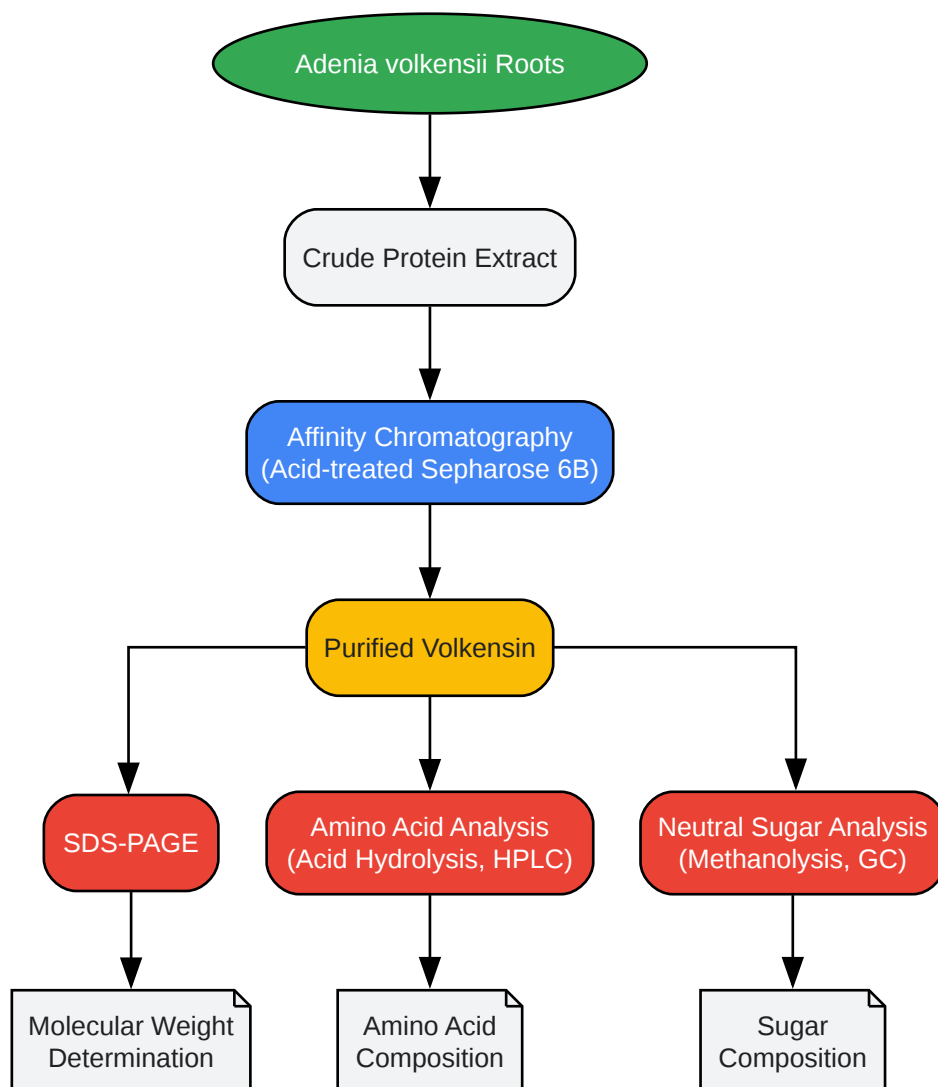 Adenia volkensii Roots
Crude Protein Extract
Affinity Chromatography
(Acid-treated Sepharose 6B)
Purified Volkensin
SDS-PAGE
Amino Acid Analysis
(Acid Hydrolysis, HPLC)
Neutral Sugar Analysis
(Methanolysis, GC)
Molecular Weight
Determination
Amino Acid
Composition
Sugar
Composition